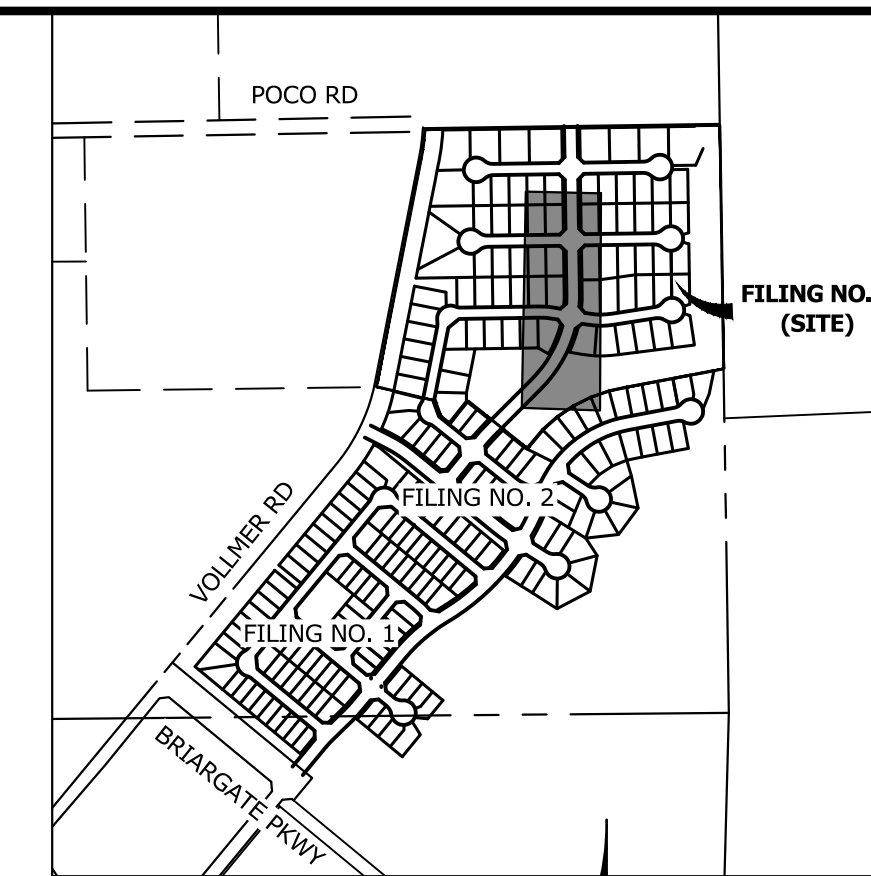 POCO RD
FILING NO.
(SITE)
FILING NO. 2
VOLLMER RD
FILING NO. 1
BRIARGATE PKWY